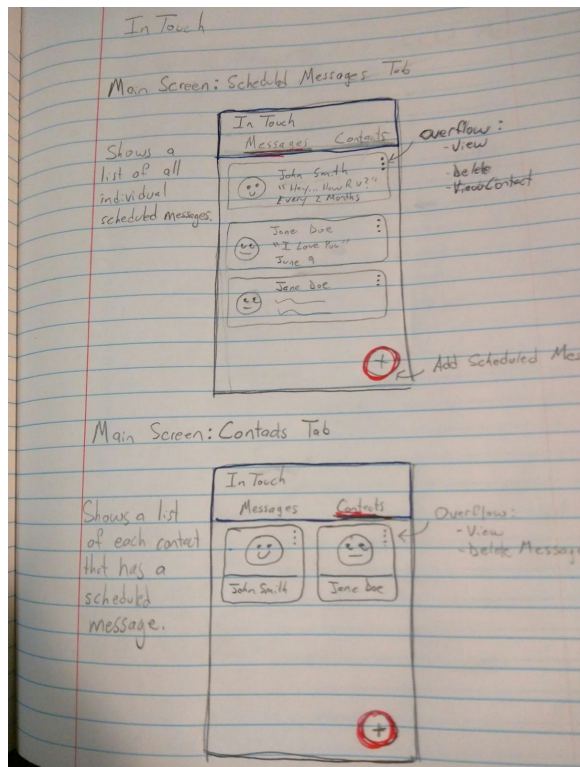 In Touch
Main Screen: Scheduled Messages Tab
Shows a
list of all
individual
scheduled messages.
In Touch
Messages Contacts
John Smith
"Hey... How R u?"
Every 2 Months
Jane Doe
"I Love You"
June 9
Jane Doe
Overflow:
- View
- Delete
- View Contact
+
Add Scheduled Mes
Main Screen: Contacts Tab
Shows a list
of each contact
that has a
scheduled
message.
In Touch
Messages Contacts
John Smith
Jane Doe
Overflow:
- View
- Delete Message
+